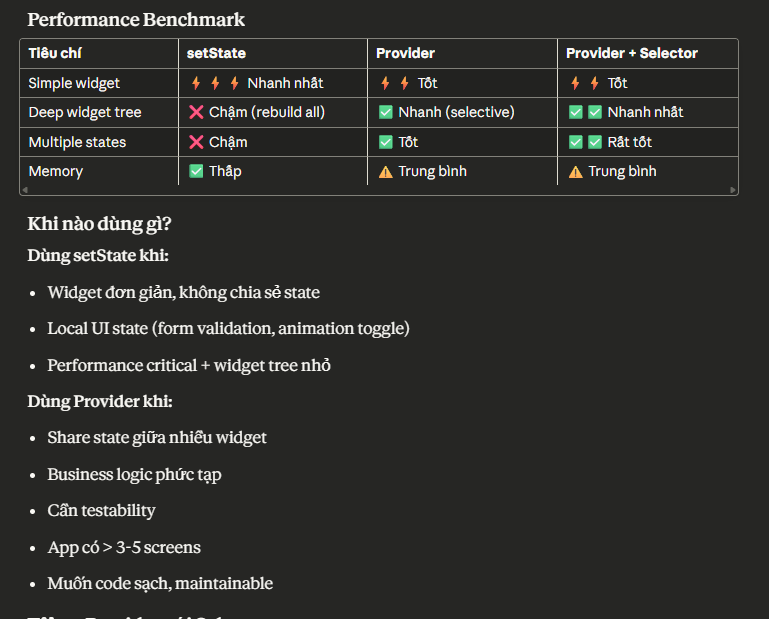 Performance Benchmark
Tiêu chí setState Provider Provider + Selector
Simple widget ⚡⚡⚡ Nhanh nhất ⚡⚡ Tốt ⚡⚡ Tốt
Deep widget tree ❌ Chậm (rebuild all) ✅ Nhanh (selective) ✅✅ Nhanh nhất
Multiple states ❌ Chậm ✅ Tốt ✅✅ Rất tốt
Memory ✅ Thấp ⚠️ Trung bình ⚠️ Trung bình
Khi nào dùng gì?
Dùng setState khi:
• Widget đơn giản, không chia sẻ state
• Local UI state (form validation, animation toggle)
• Performance critical + widget tree nhỏ
Dùng Provider khi:
• Share state giữa nhiều widget
• Business logic phức tạp
• Cần testability
• App có > 3-5 screens
• Muốn code sạch, maintainable